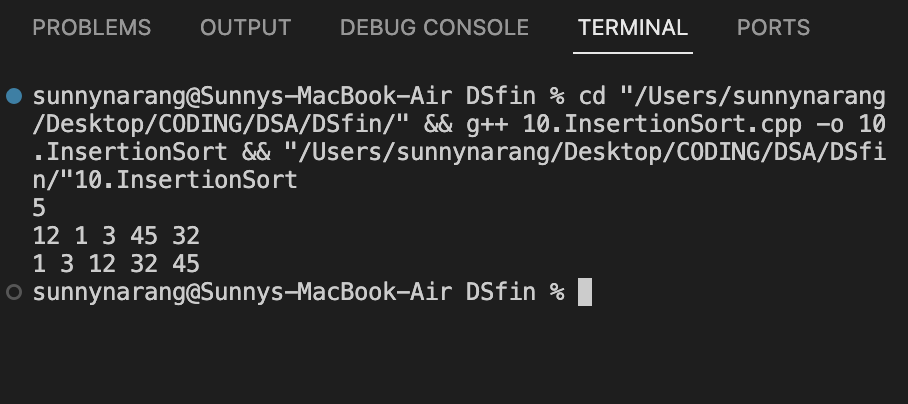 PROBLEMS OUTPUT DEBUG CONSOLE TERMINAL PORTS
sunnynarang@Sunnys-MacBook-Air DSfin % cd "/Users/sunnynarang
/Desktop/CODING/DSA/DSfin/" && g++ 10.InsertionSort.cpp -o 10
.InsertionSort && "/Users/sunnynarang/Desktop/CODING/DSA/DSfi
n/"10.InsertionSort
5
12 1 3 45 32
1 3 12 32 45
sunnynarang@Sunnys-MacBook-Air DSfin %